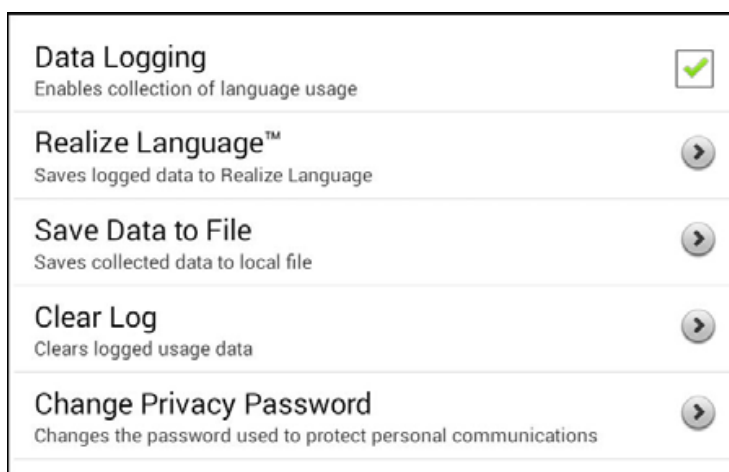 Data Logging
Enables collection of language usage
Realize Language™
Saves logged data to Realize Language
Save Data to File
Saves collected data to local file
Clear Log
Clears logged usage data
Change Privacy Password
Changes the password used to protect personal communications